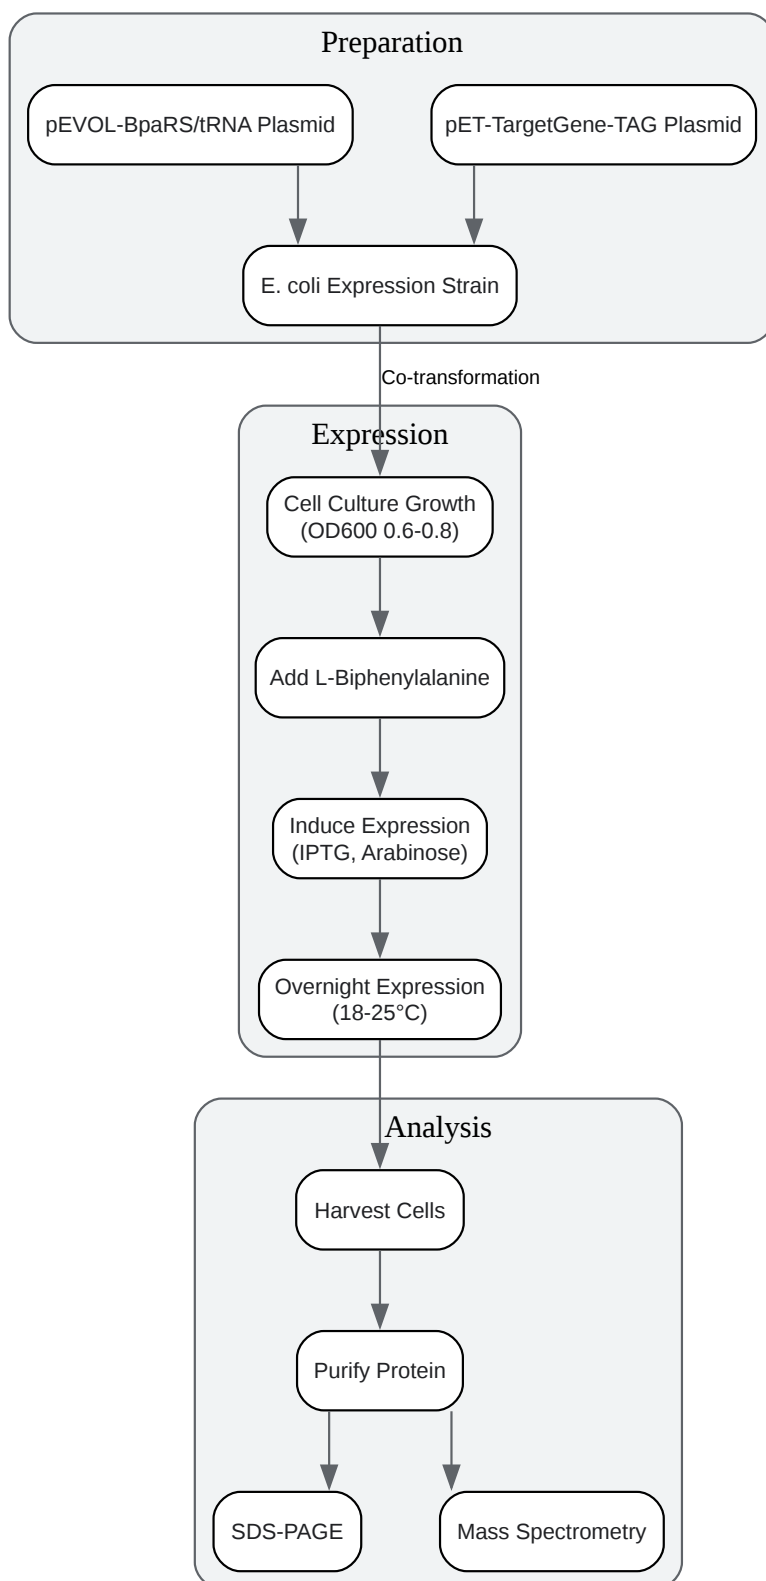 Preparation
pEVOL-BpaRS/tRNA Plasmid
pET-TargetGene-TAG Plasmid
E. coli Expression Strain
Co-transformation
Expression
Cell Culture Growth
(OD600 0.6-0.8)
Add L-Biphenylalanine
Induce Expression
(IPTG, Arabinose)
Overnight Expression
(18-25°C)
Analysis
Harvest Cells
Purify Protein
SDS-PAGE
Mass Spectrometry